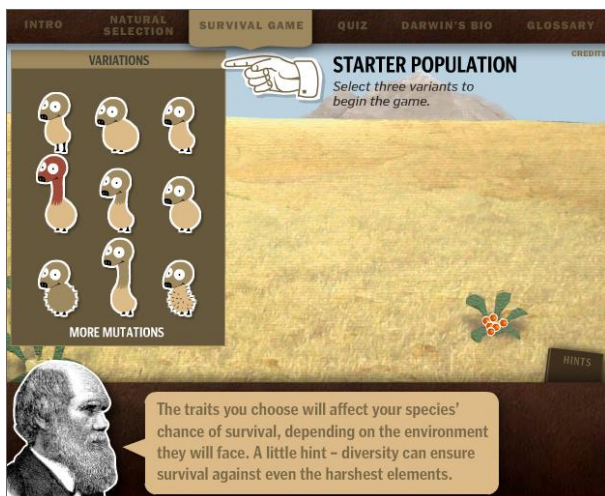 INTRO
NATURAL
SELECTION
SURVIVAL GAME
QUIZ
DARWIN'S BIO
GLOSSARY
CREDITS
VARIATIONS
STARTER POPULATION
Select three variants to
begin the game.
MORE MUTATIONS
HINTS
The traits you choose will affect your species'
chance of survival, depending on the environment
they will face. A little hint – diversity can ensure
survival against even the harshest elements.